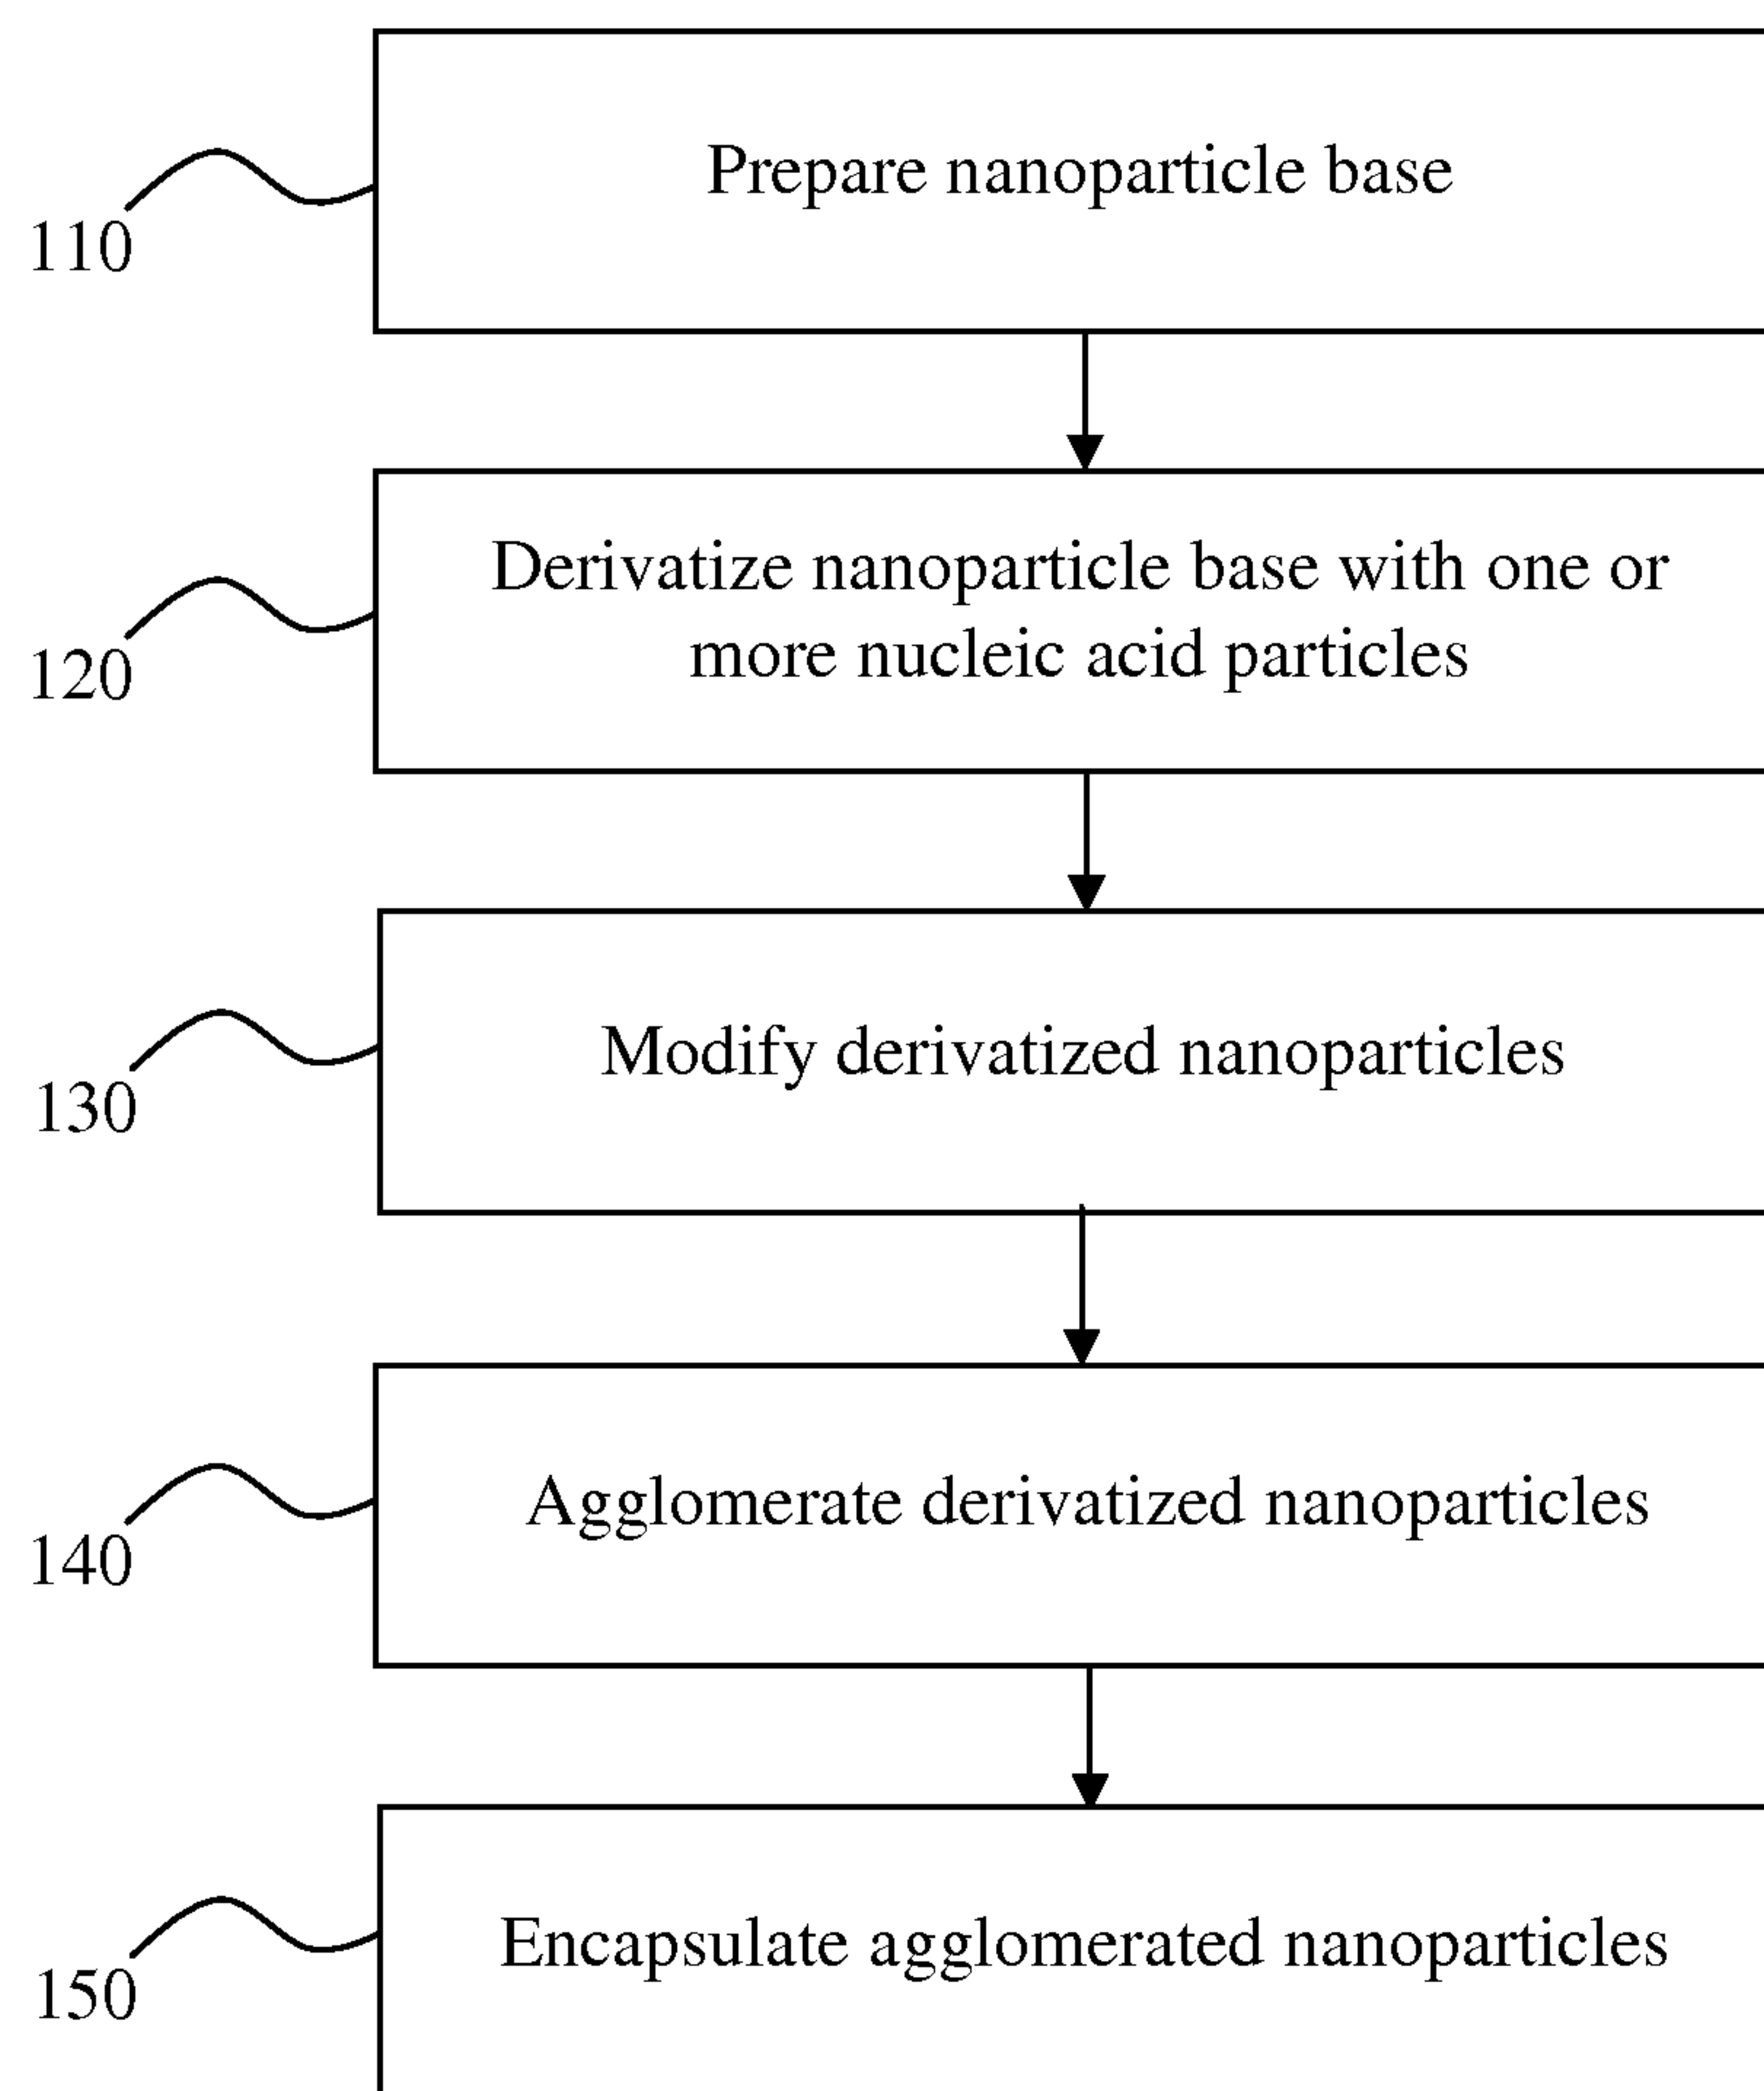 Prepare nanoparticle base
110
Derivatize nanoparticle base with one or
more nucleic acid particles
120
Modify derivatized nanoparticles
130
Agglomerate derivatized nanoparticles
140
Encapsulate agglomerated nanoparticles
150